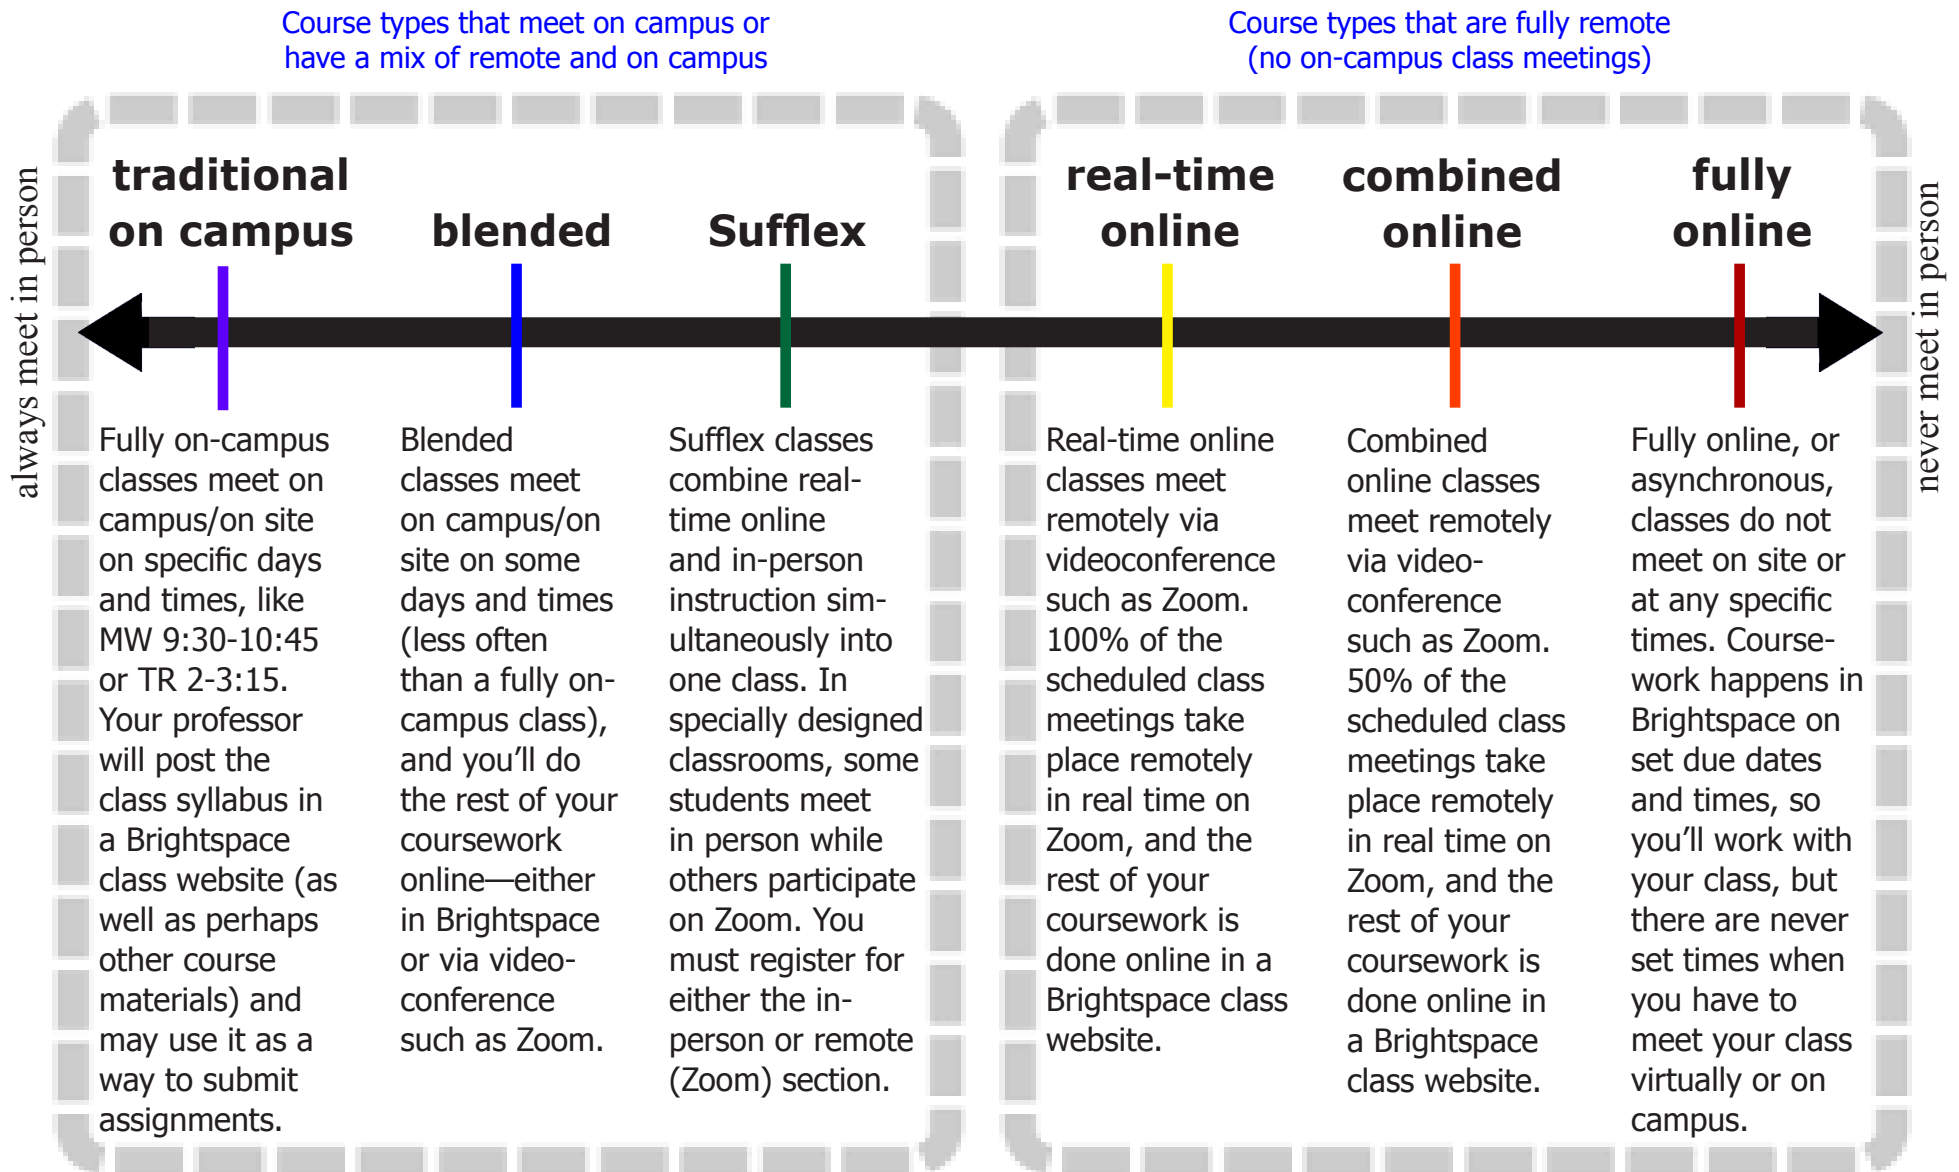 Course types that meet on campus or
have a mix of remote and on campus
Course types that are fully remote
(no on-campus class meetings)
always meet in person
traditional
on campus
Fully on-campus
classes meet on
campus/on site
on specific days
and times, like
MW 9:30-10:45
or TR 2-3:15.
Your professor
will post the
class syllabus in
a Brightspace
class website (as
well as perhaps
other course
materials) and
may use it as a
way to submit
assignments.
blended
Blended
classes meet
on campus/on
site on some
days and times
(less often
than a fully on-
campus class),
and you’ll do
the rest of your
coursework
online—either
in Brightspace
or via video-
conference
such as Zoom.
Sufflex
Sufflex classes
combine real-
time online
and in-person
instruction sim-
ultaneously into
one class. In
specially designed
classrooms, some
students meet
in person while
others participate
on Zoom. You
must register for
either the in-
person or remote
(Zoom) section.
real-time
online
Real-time online
classes meet
remotely via
videoconference
such as Zoom.
100% of the
scheduled class
meetings take
place remotely
in real time on
Zoom, and the
rest of your
coursework is
done online in a
Brightspace class
website.
combined
online
Combined
online classes
meet remotely
via video-
conference
such as Zoom.
50% of the
scheduled class
meetings take
place remotely
in real time on
Zoom, and the
rest of your
coursework is
done online in
a Brightspace
class website.
fully
online
Fully online, or
asynchronous,
classes do not
meet on site or
at any specific
times. Course-
work happens in
Brightspace on
set due dates
and times, so
you’ll work with
your class, but
there are never
set times when
you have to
meet your class
virtually or on
campus.
never meet in person